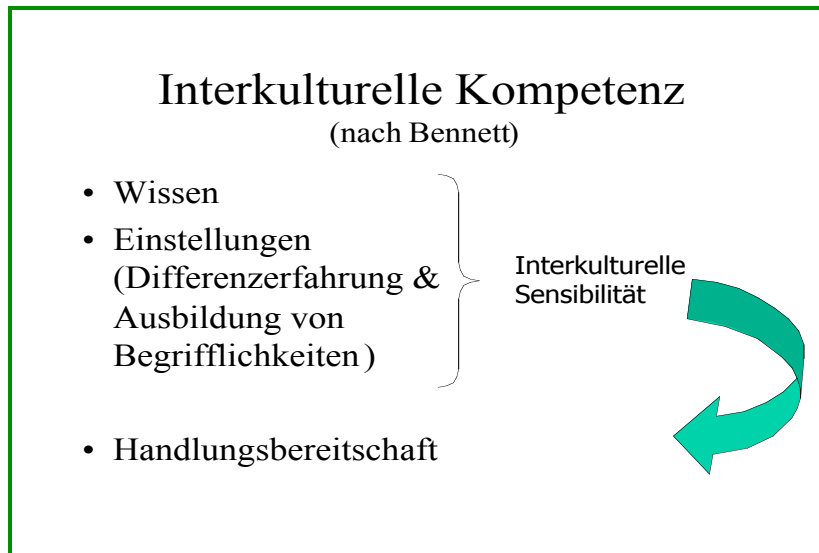 Interkulturelle Kompetenz
(nach Bennett)
• Wissen
• Einstellungen
(Differenzerfahrung &
Ausbildung von
Begrifflichkeiten)
Interkulturelle
Sensibilität
• Handlungsbereitschaft